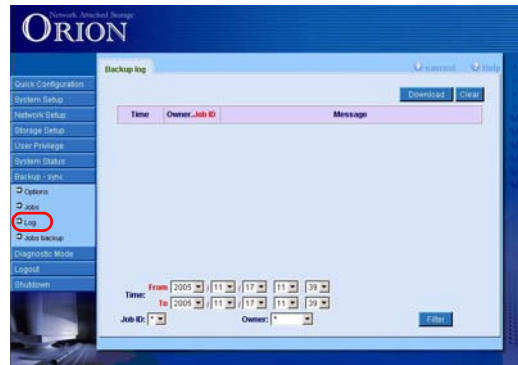 Network Attached Storage
ORION
Backup log
Help
Quick Configuration
System Setup
Network Setup
Storage Setup
User Privilege
System Status
Backup - sync
Options
Jobs
Log
Jobs backup
Diagnostic Mode
Logout
Shutdown
Download Clear
Time Owner_Job ID Message
Time:
From 2005 / 11 / 17 11 : 39
To 2005 / 11 / 17 11 : 39
Job ID: * Owner: * Filter